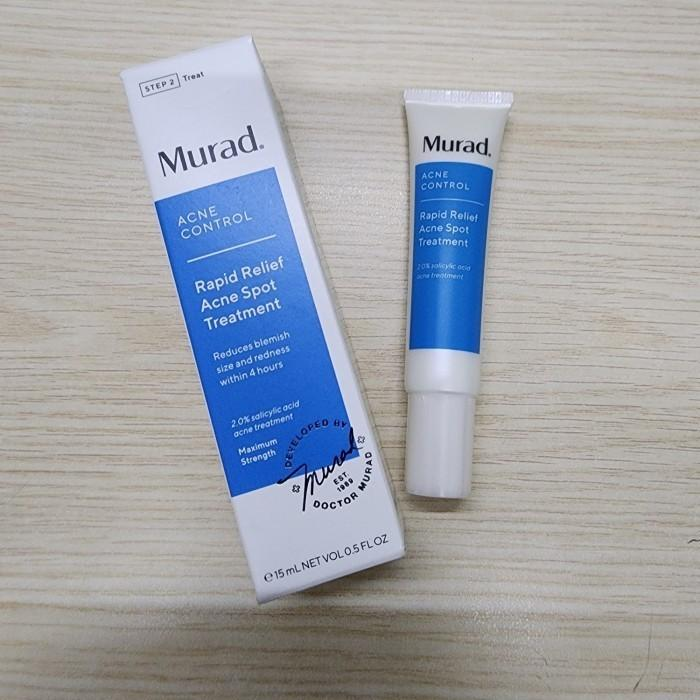 STEP 2 Treat
Murad.
ACNE
CONTROL
Rapid Relief
Acne Spot
Treatment
Reduces blemish
size and redness
within 4 hours
2.0% salicylic acid
acne treatment
Maximum
Strength
DEVELOPED BY
Murad
EST.
1989
DOCTOR MURAD
℮ 15 mL NET VOL 0.5 FL OZ
Murad.
ACNE
CONTROL
Rapid Relief
Acne Spot
Treatment
2.0% salicylic acid
acne treatment